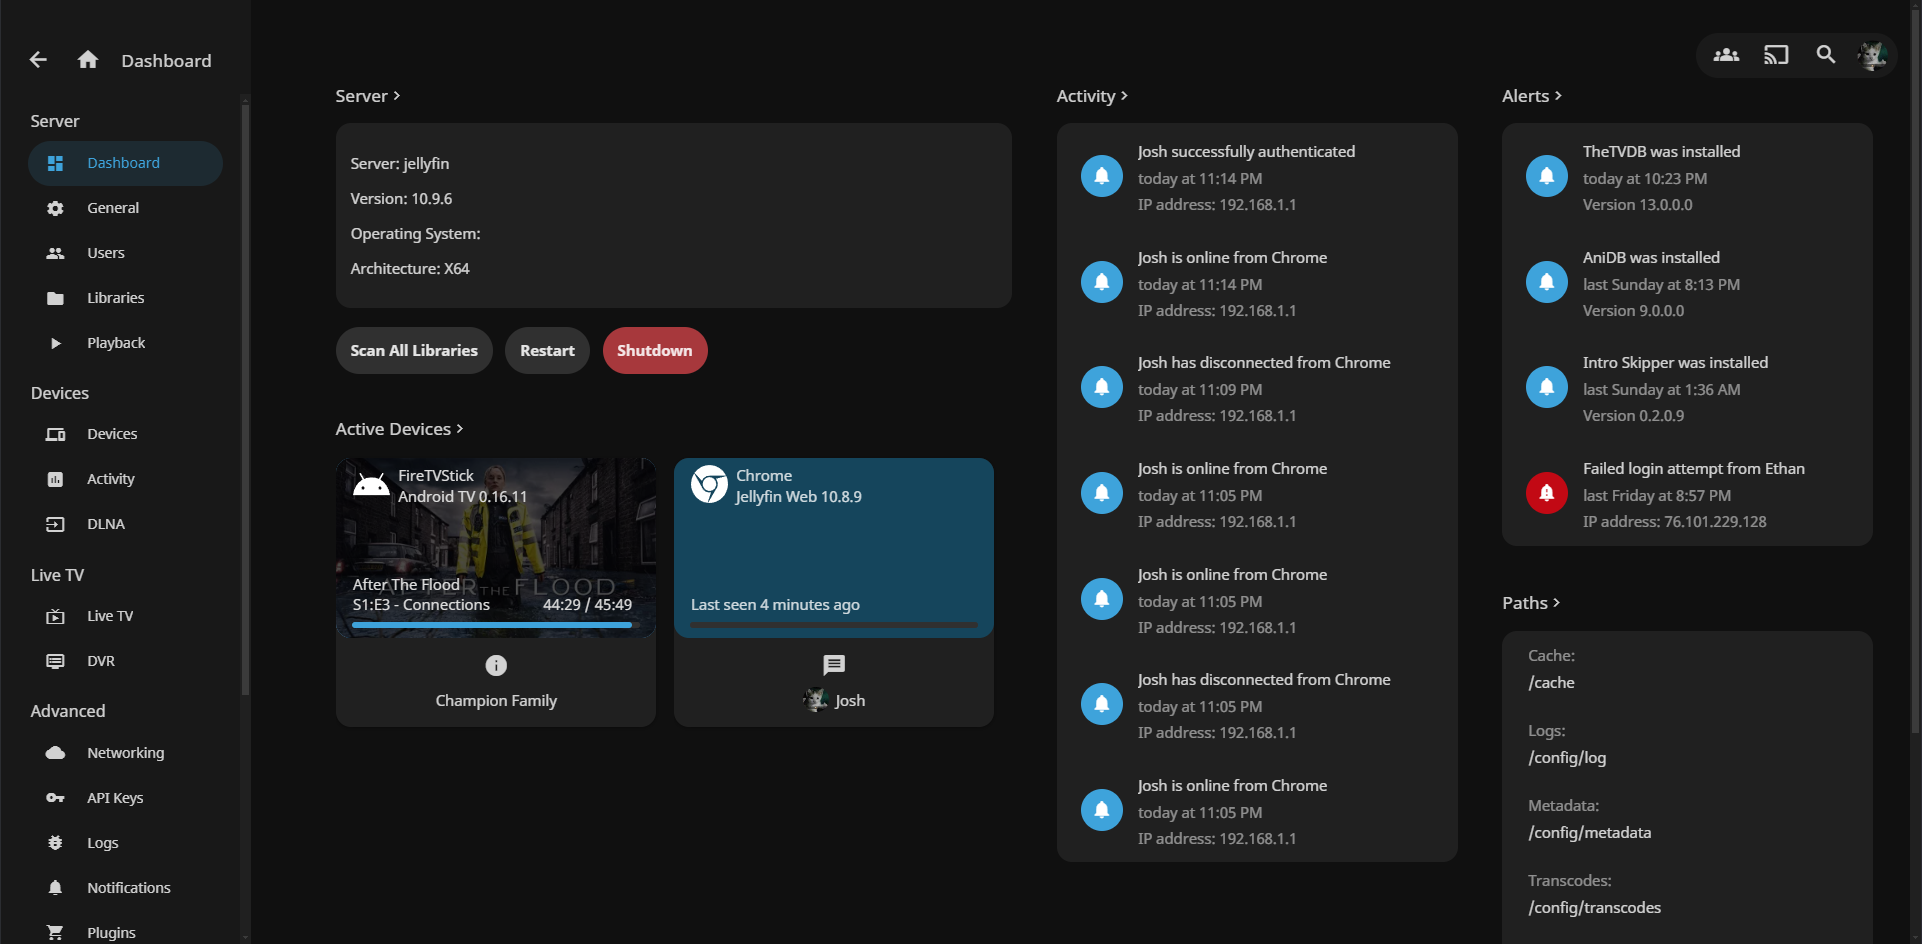 Dashboard
Server
Dashboard
General
Users
Libraries
Playback
Devices
Devices
Activity
DLNA
Live TV
Live TV
DVR
Advanced
Networking
API Keys
Logs
Notifications
Plugins
Server
Server: jellyfin
Version: 10.9.6
Operating System:
Architecture: X64
Scan All Libraries
Restart
Shutdown
Active Devices
FireTVStick
Android TV 0.16.11
AFTER THE FLOOD
After The Flood
S1:E3 - Connections
44:29 / 45:49
Champion Family
Chrome
Jellyfin Web 10.8.9
Last seen 4 minutes ago
Josh
Activity
Josh successfully authenticated
today at 11:14 PM
IP address: 192.168.1.1
Josh is online from Chrome
today at 11:14 PM
IP address: 192.168.1.1
Josh has disconnected from Chrome
today at 11:09 PM
IP address: 192.168.1.1
Josh is online from Chrome
today at 11:05 PM
IP address: 192.168.1.1
Josh is online from Chrome
today at 11:05 PM
IP address: 192.168.1.1
Josh has disconnected from Chrome
today at 11:05 PM
IP address: 192.168.1.1
Josh is online from Chrome
today at 11:05 PM
IP address: 192.168.1.1
Alerts
TheTVDB was installed
today at 10:23 PM
Version 13.0.0.0
AniDB was installed
last Sunday at 8:13 PM
Version 9.0.0.0
Intro Skipper was installed
last Sunday at 1:36 AM
Version 0.2.0.9
Failed login attempt from Ethan
last Friday at 8:57 PM
IP address: 76.101.229.128
Paths
Cache:
/cache
Logs:
/config/log
Metadata:
/config/metadata
Transcodes:
/config/transcodes